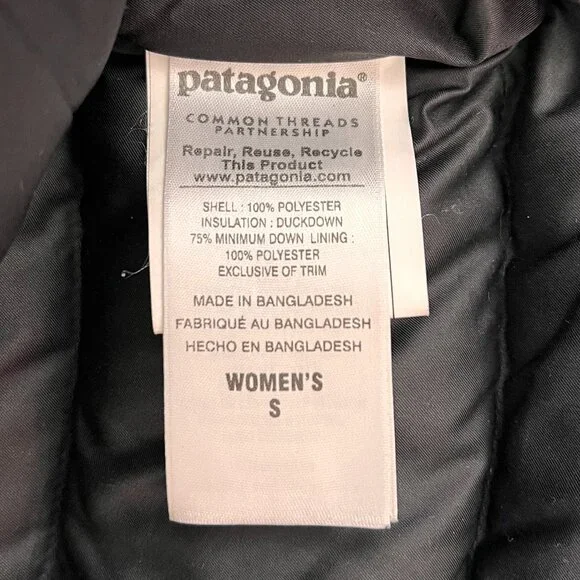 patagonia®
COMMON THREADS
PARTNERSHIP
Repair, Reuse, Recycle
This Product
www.patagonia.com
SHELL : 100% POLYESTER
INSULATION : DUCKDOWN
75% MINIMUM DOWN LINING :
100% POLYESTER
EXCLUSIVE OF TRIM
MADE IN BANGLADESH
FABRIQUÉ AU BANGLADESH
HECHO EN BANGLADESH
WOMEN'S
S